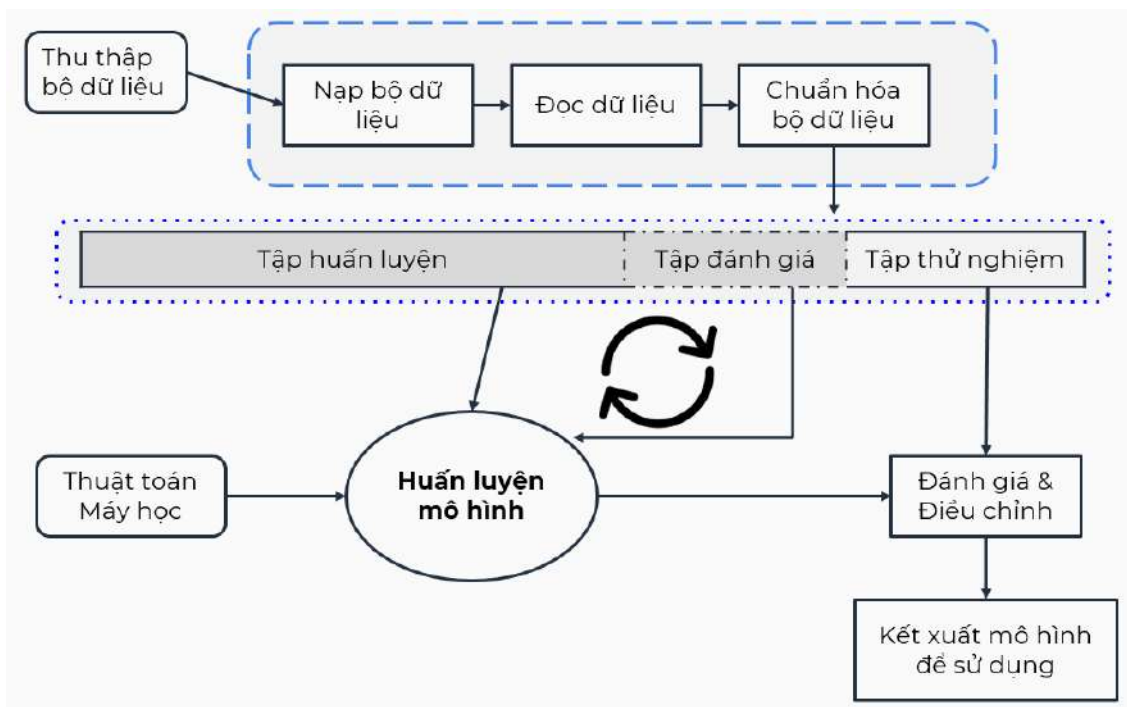 Thu thập
bộ dữ liệu
Nạp bộ dữ
liệu
Đọc dữ liệu
Chuẩn hóa
bộ dữ liệu
Tập huấn luyện
Tập đánh giá
Tập thử nghiệm
Thuật toán
Máy học
Huấn luyện
mô hình
Đánh giá &
Điều chỉnh
Kết xuất mô hình
để sử dụng